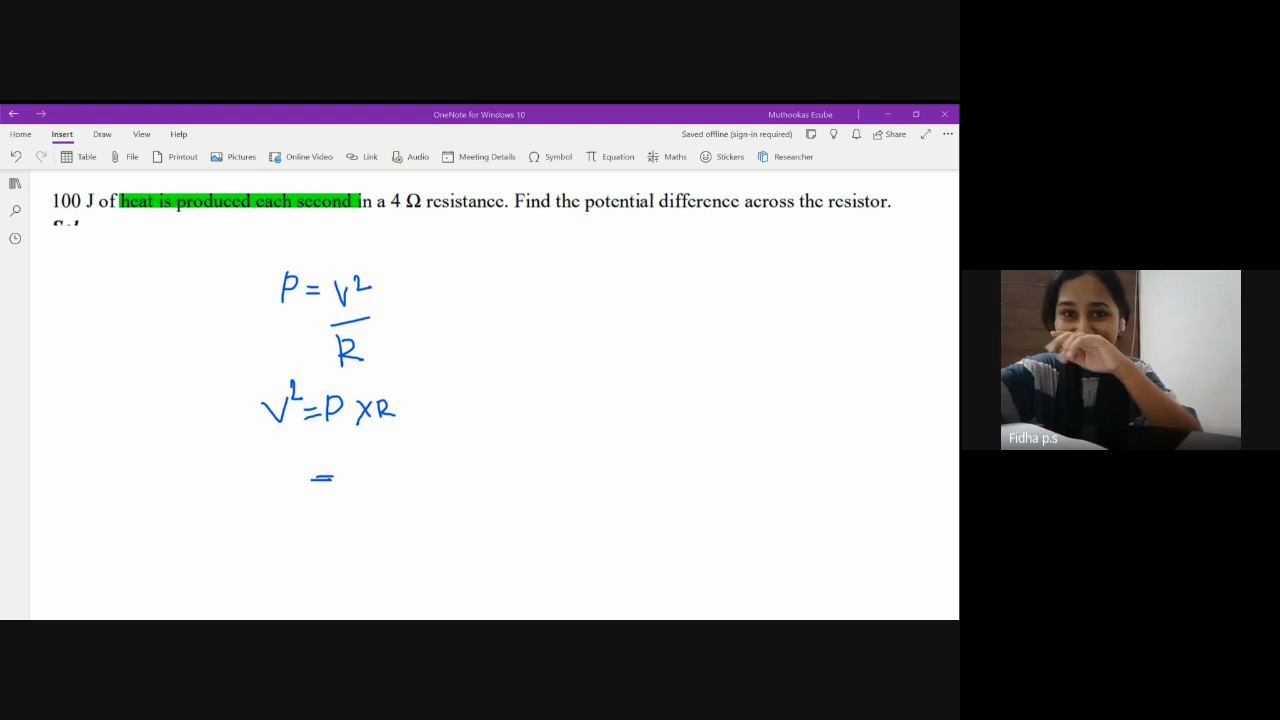 OneNote for Windows 10
Muthookas Ecube
Home Insert Draw View Help
Saved offline (sign-in required) Share
Table File Printout Pictures Online Video Link Audio Meeting Details Symbol Equation Maths Stickers Researcher
100 J of heat is produced each second in a 4 Ω resistance. Find the potential difference across the resistor.
P = V²
R
V² = P × R
=
Fidha p.s